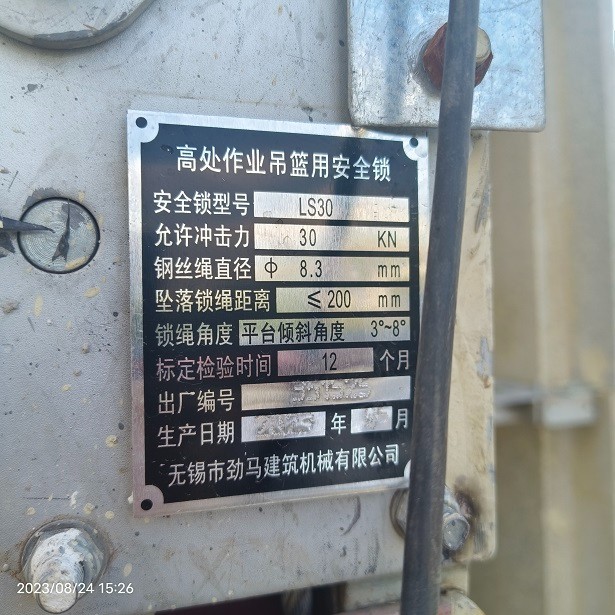 高处作业吊篮用安全锁
安全锁型号 LS30
允许冲击力 30 KN
钢丝绳直径 φ 8.3 mm
坠落锁绳距离 ≤200 mm
锁绳角度 平台倾斜角度 3°~8°
标定检验时间 12 个月
出厂编号
生产日期 年 月
无锡市劲马建筑机械有限公司
2023/08/24 15:26